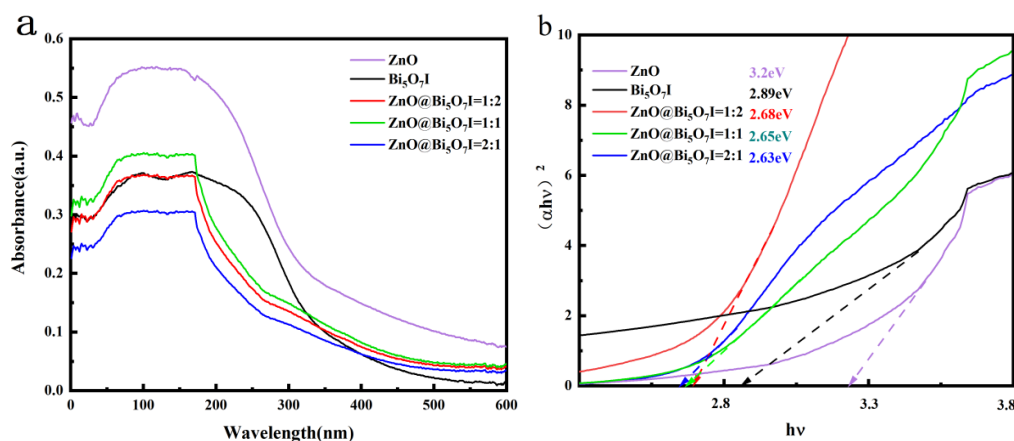 a
Absorbance(a.u.)
0.6
0.5
0.4
0.3
0.2
0.1
0.0
0 100 200 300 400 500 600
Wavelength(nm)
ZnO
Bi₅O₇I
ZnO@Bi₅O₇I=1:2
ZnO@Bi₅O₇I=1:1
ZnO@Bi₅O₇I=2:1
b
(αhν)²
10
8
6
4
2
0
2.8 3.3 3.8
hν
ZnO 3.2eV
Bi₅O₇I 2.89eV
ZnO@Bi₅O₇I=1:2 2.68eV
ZnO@Bi₅O₇I=1:1 2.65eV
ZnO@Bi₅O₇I=2:1 2.63eV